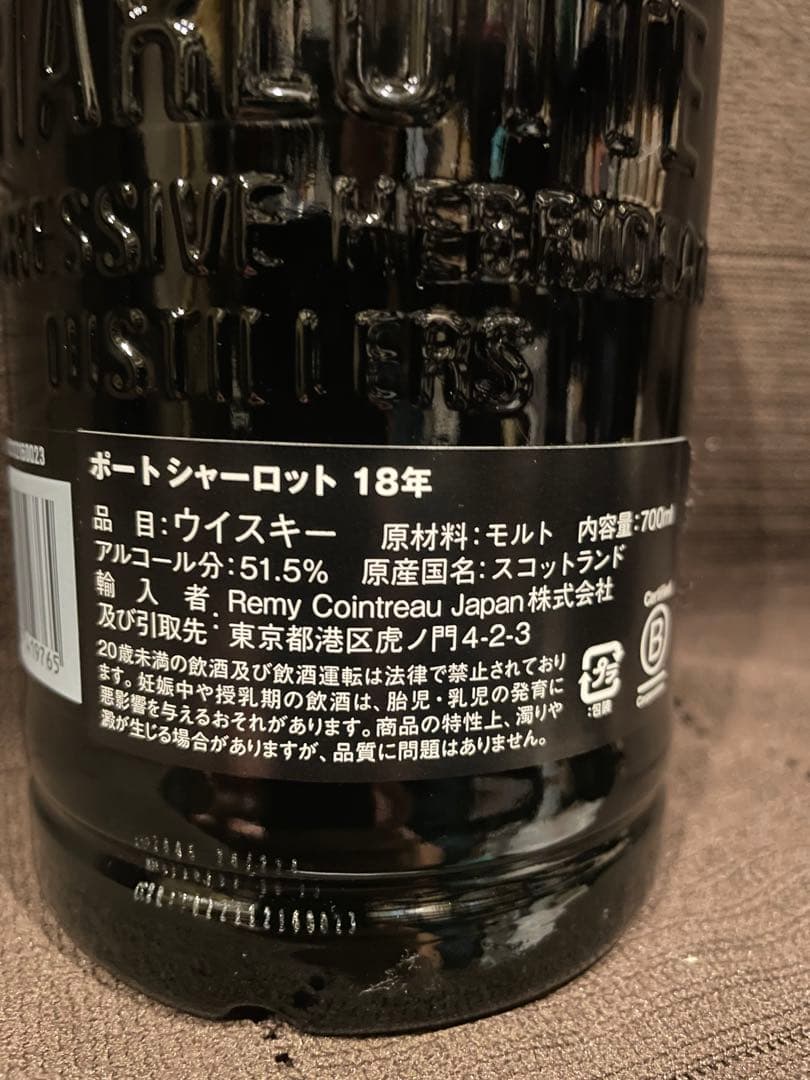 DISTILLERS
ポートシャーロット 18年
品 目:ウイスキー 原材料:モルト 内容量:700ml
アルコール分:51.5% 原産国名:スコットランド
輸 入 者 Remy Cointreau Japan株式会社
及び引取先:東京都港区虎ノ門4-2-3
20歳未満の飲酒及び飲酒運転は法律で禁止されており
ます。妊娠中や授乳期の飲酒は、胎児・乳児の発育に
悪影響を与えるおそれがあります。商品の特性上、濁りや
澱が生じる場合がありますが、品質に問題はありません。
プラ
:包装
B